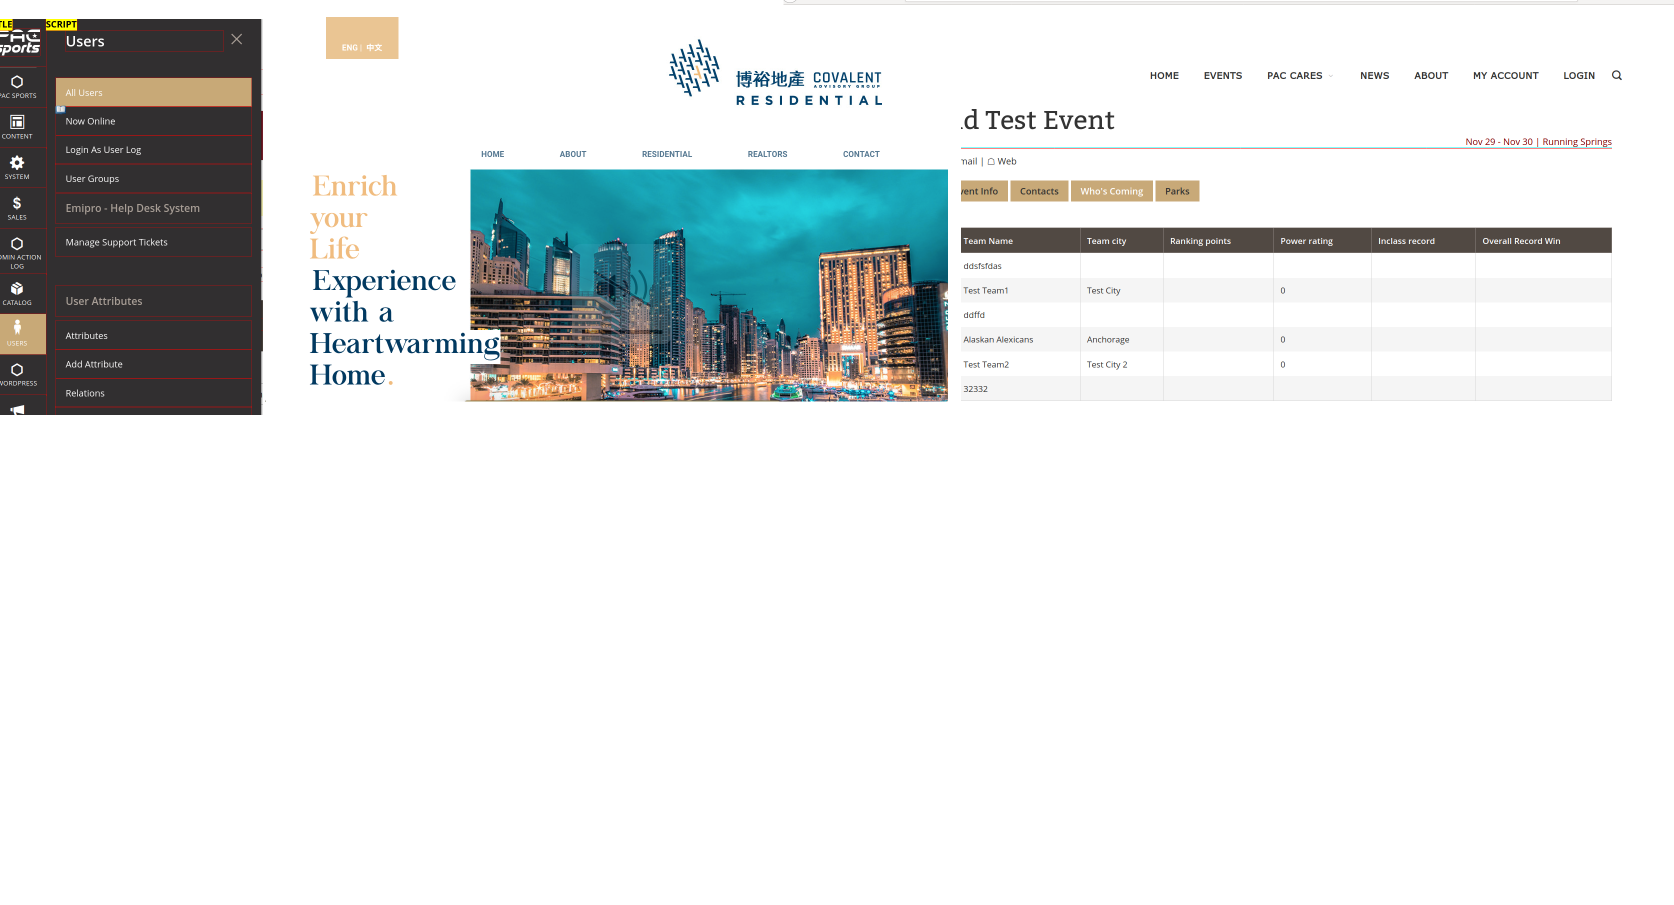 TLE
SCRIPT
PAC
sports
Users
All Users
Now Online
Login As User Log
User Groups
Emipro - Help Desk System
Manage Support Tickets
User Attributes
Attributes
Add Attribute
Relations
PAC SPORTS
CONTENT
SYSTEM
SALES
DMIN ACTION
LOG
CATALOG
USERS
WORDPRESS
ENG / 中文
博裕地產 COVALENT
ADVISORY GROUP
RESIDENTIAL
HOME ABOUT RESIDENTIAL REALTORS CONTACT
Enrich
your
Life
Experience
with a
Heartwarming
Home.
HOME EVENTS PAC CARES NEWS ABOUT MY ACCOUNT LOGIN
d Test Event
Nov 29 - Nov 30 | Running Springs
mail | Web
vent Info Contacts Who's Coming Parks
Team Name Team city Ranking points Power rating Inclass record Overall Record Win
ddsfsfdas
Test Team1 Test City 0
ddffd
Alaskan Alexicans Anchorage 0
Test Team2 Test City 2 0
32332